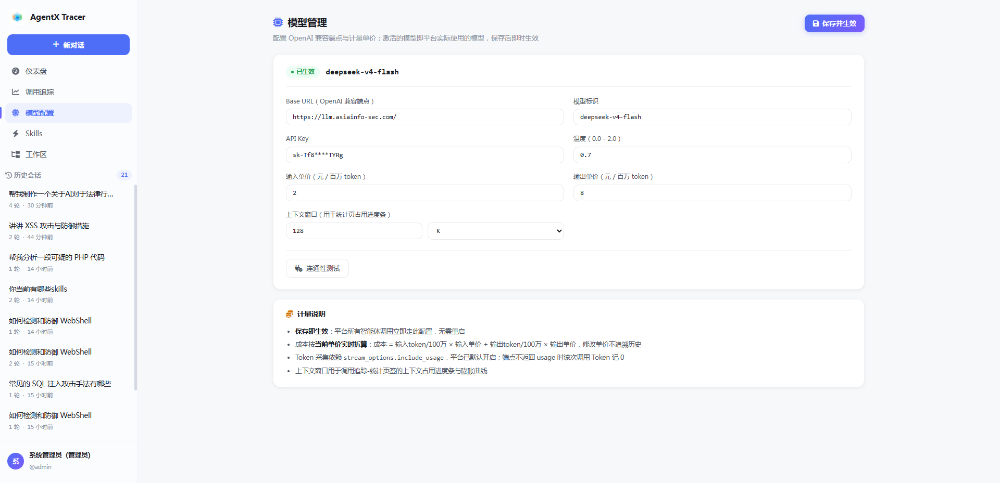 AgentX Tracer
+ 新对话
仪表盘
调用追踪
模型配置
Skills
工作区
历史会话 21
帮我制作一个关于AI对于法律行...
4 轮 · 30 分钟前
讲讲 XSS 攻击与防御措施
2 轮 · 44 分钟前
帮我分析一段可疑的 PHP 代码
1 轮 · 14 小时前
你当前有哪些skills
2 轮 · 14 小时前
如何检测和防御 WebShell
1 轮 · 14 小时前
如何检测和防御 WebShell
2 轮 · 15 小时前
常见的 SQL 注入攻击手法有哪些
1 轮 · 15 小时前
如何检测和防御 WebShell
1 轮 · 15 小时前
系
系统管理员（管理员）
@admin
模型管理
配置 OpenAI 兼容端点与计量单价；激活的模型即平台实际使用的模型，保存后即时生效
保存并生效
已生效 deepseek-v4-flash
Base URL（OpenAI 兼容端点）
https://llm.asiainfo-sec.com/
模型标识
deepseek-v4-flash
API Key
sk-Tf8****TYRg
温度（0.0 - 2.0）
0.7
输入单价（元 / 百万 token）
2
输出单价（元 / 百万 token）
8
上下文窗口（用于统计页占用进度条）
128
K
连通性测试
计量说明
• 保存即生效：平台所有智能体调用立即走此配置，无需重启
• 成本按当前单价实时折算：成本 = 输入token/100万 × 输入单价 + 输出token/100万 × 输出单价，修改单价不追溯历史
• Token 采集依赖 stream_options.include_usage，平台已默认开启；端点不返回 usage 时该次调用 Token 记 0
• 上下文窗口用于调用追踪-统计页签的上下文占用进度条与膨胀曲线